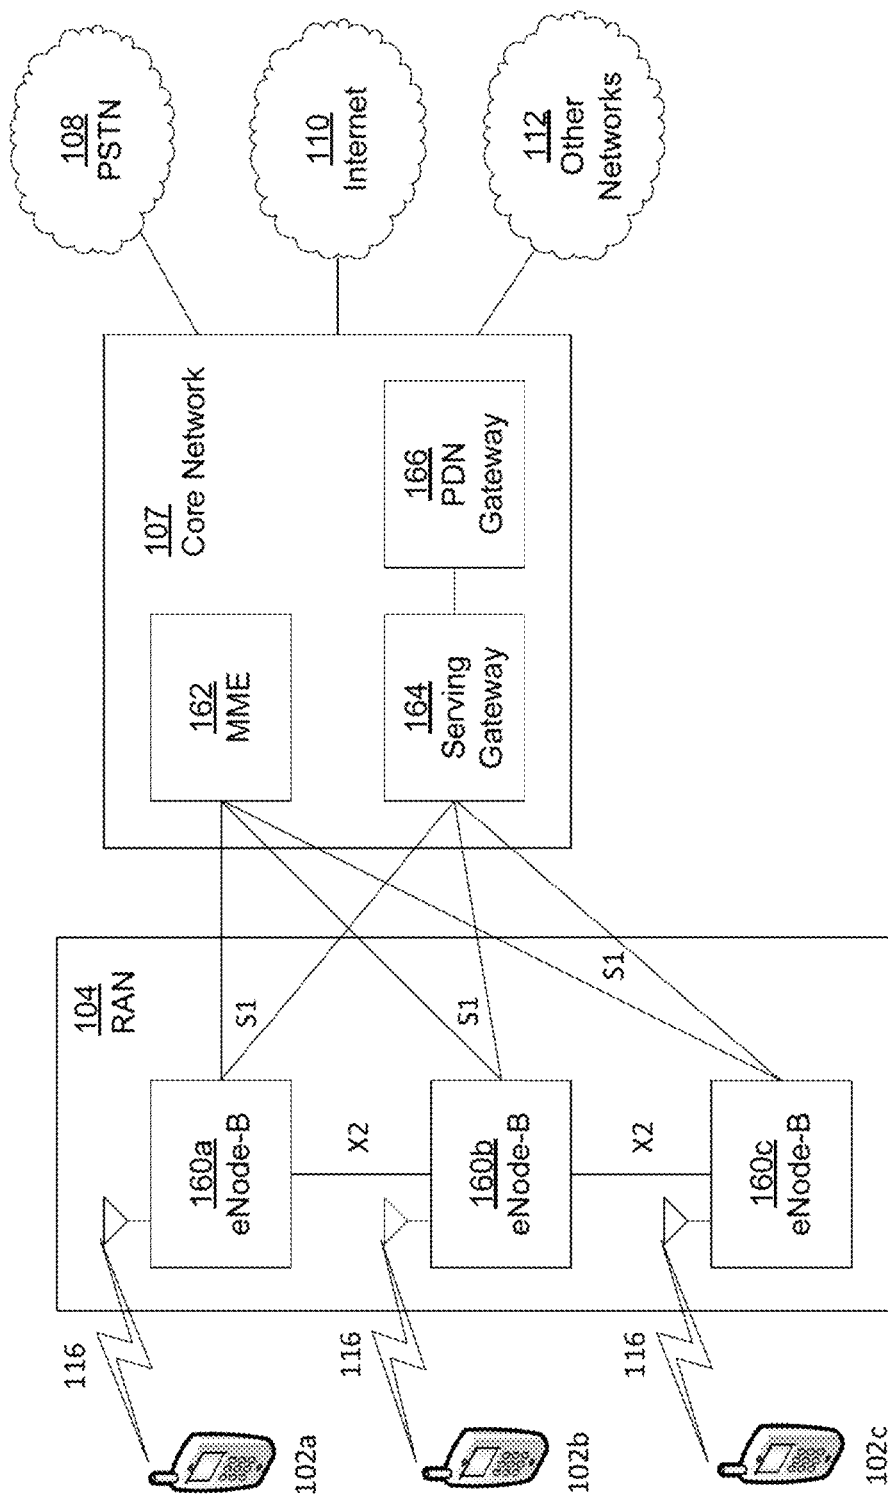 102a
116
104
RAN
160a
eNode-B
S1
X2
102b
116
160b
eNode-B
S1
X2
102c
116
160c
eNode-B
S1
107
Core Network
162
MME
164
Serving
Gateway
166
PDN
Gateway
108
PSTN
110
Internet
112
Other
Networks